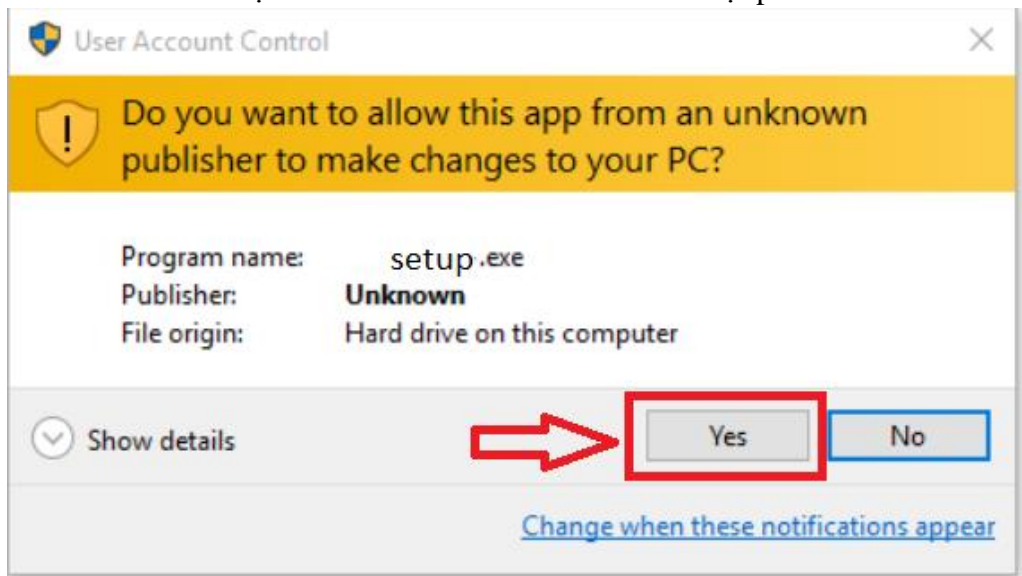 User Account Control
Do you want to allow this app from an unknown
publisher to make changes to your PC?
Program name: setup.exe
Publisher: Unknown
File origin: Hard drive on this computer
Show details
Yes
No
Change when these notifications appear